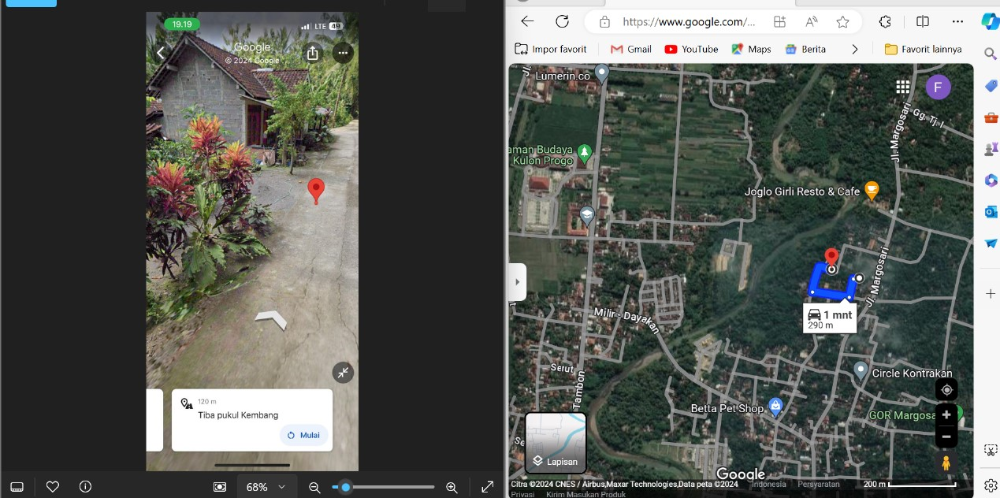 19.19
LTE 49
Google
© 2024 Google
120 m
Tiba pukul Kembang
Mulai
68%
https://www.google.com/...
Impor favorit
Gmail
YouTube
Maps
Berita
Favorit lainnya
Lumerin.co
Jl.
F
Gg. Tj. I
Jl. Margosari
aman Budaya
Kulon Progo
Joglo Girli Resto & Cafe
Jl. Margosari
1 mnt
290 m
Milir - Dayakan
Serut
Tambon
Circle Kontrakan
Betta Pet Shop
GOR Margosa
Se
Lapisan
Google
Citra ©2024 CNES / Airbus,Maxar Technologies,Data peta ©2024
Indonesia
Persyaratan
200 m
Privasi
Kirim Masukan Produk